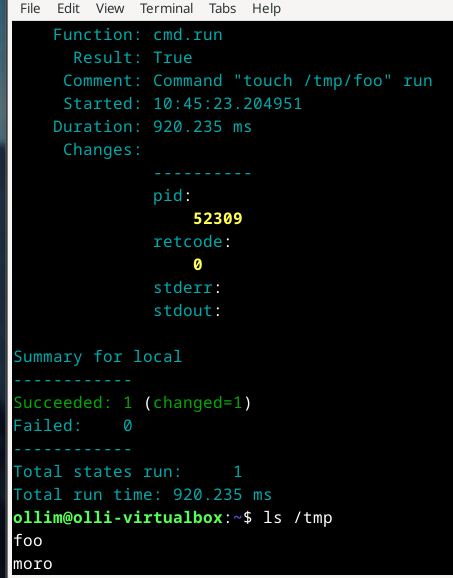 File Edit View Terminal Tabs Help
Function: cmd.run
Result: True
Comment: Command "touch /tmp/foo" run
Started: 10:45:23.204951
Duration: 920.235 ms
Changes:
----------
pid:
52309
retcode:
0
stderr:
stdout:
Summary for local
------------
Succeeded: 1 (changed=1)
Failed:    0
------------
Total states run:     1
Total run time: 920.235 ms
ollim@olli-virtualbox:~$ ls /tmp
foo
moro